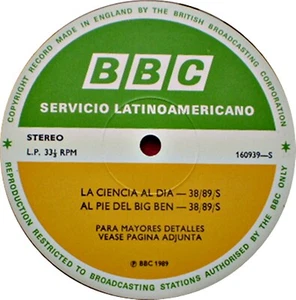 COPYRIGHT RECORD MADE IN ENGLAND BY THE BRITISH BROADCASTING CORPORATION
BBC
SERVICIO LATINOAMERICANO
STEREO
L.P. 33⅓ RPM
160939—S
LA CIENCIA AL DIA — 38/89/S
AL PIE DEL BIG BEN — 38/89/S
PARA MAYORES DETALLES
VEASE PAGINA ADJUNTA
℗ BBC 1989
REPRODUCTION RESTRICTED TO BROADCASTING STATIONS AUTHORISED BY THE BBC ONLY